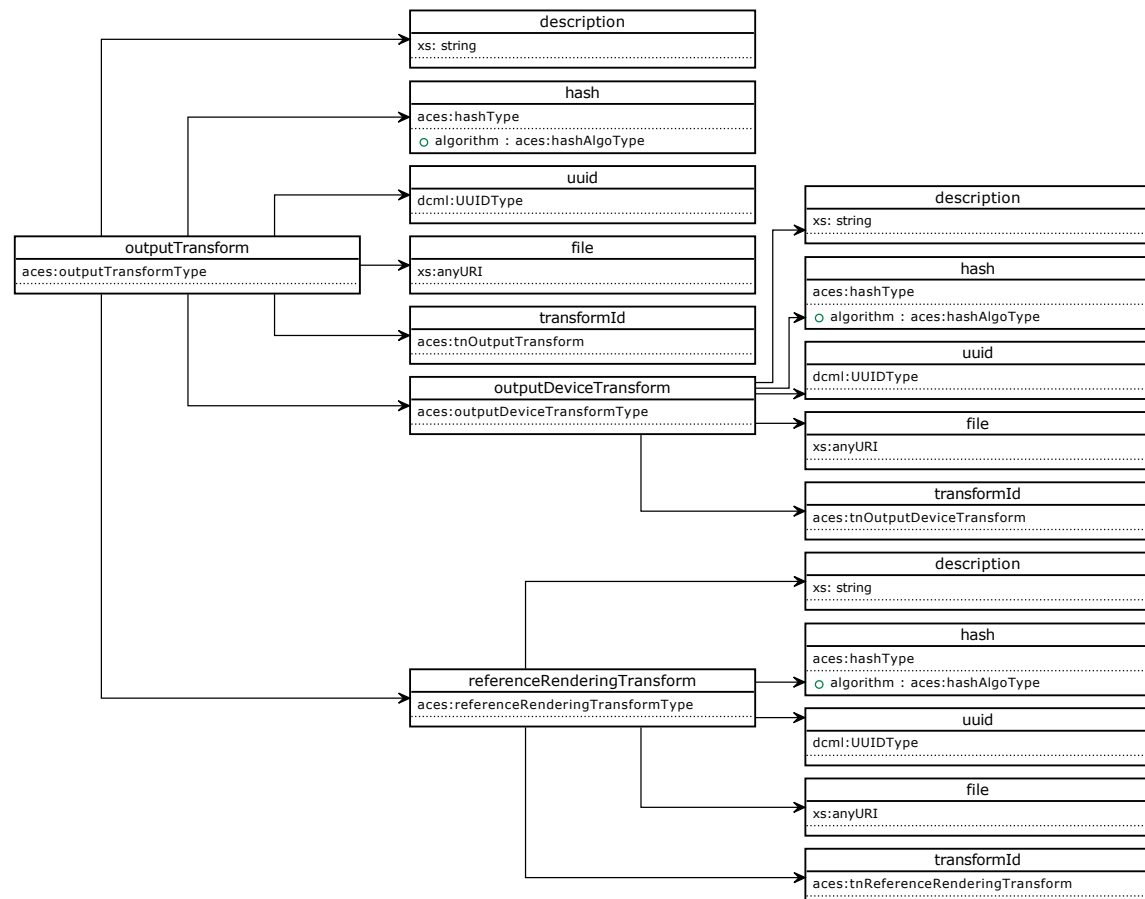 description
xs: string
hash
aces:hashType
algorithm : aces:hashAlgoType
uuid
dcml:UUIDType
outputTransform
aces:outputTransformType
file
xs:anyURI
transformId
aces:tnOutputTransform
outputDeviceTransform
aces:outputDeviceTransformType
description
xs: string
hash
aces:hashType
algorithm : aces:hashAlgoType
uuid
dcml:UUIDType
file
xs:anyURI
transformId
aces:tnOutputDeviceTransform
referenceRenderingTransform
aces:referenceRenderingTransformType
description
xs: string
hash
aces:hashType
algorithm : aces:hashAlgoType
uuid
dcml:UUIDType
file
xs:anyURI
transformId
aces:tnReferenceRenderingTransform